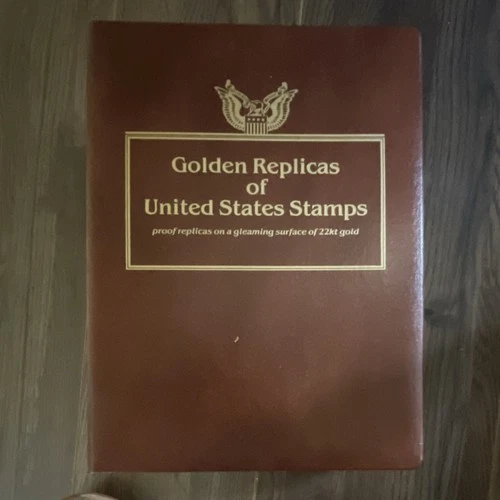 Golden Replicas
of
United States Stamps
proof replicas on a gleaming surface of 22kt gold